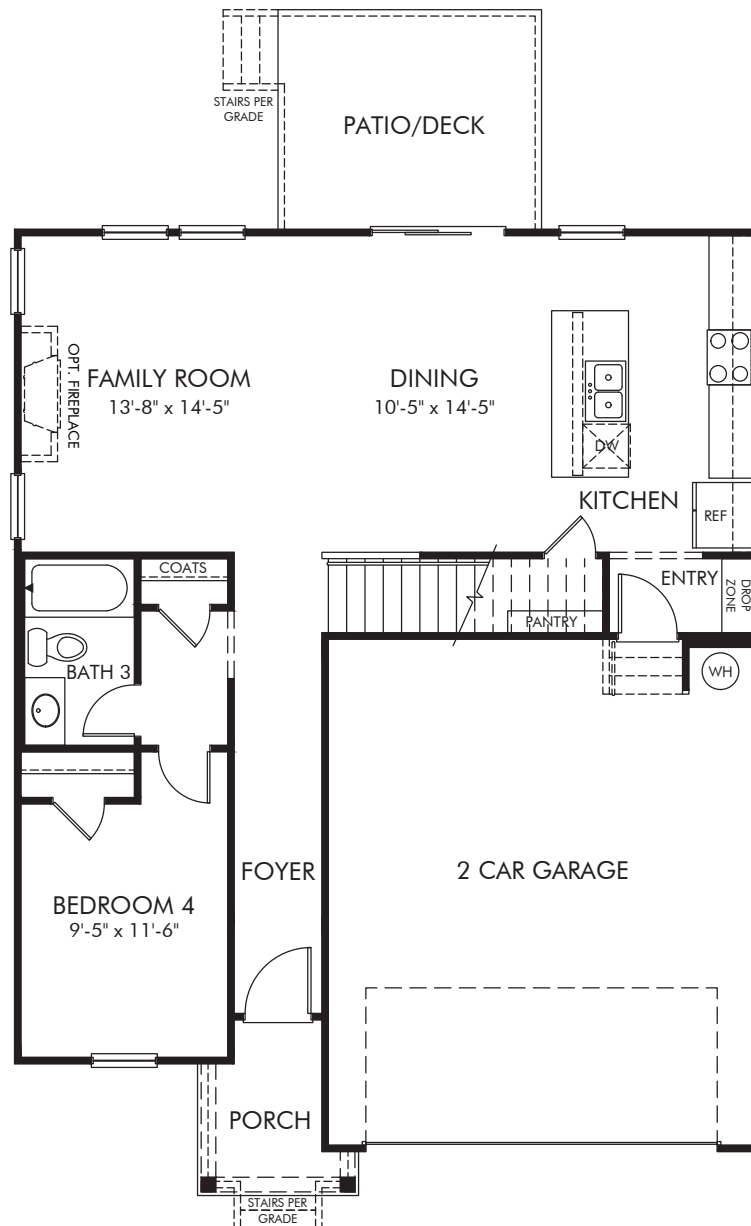 STAIRS PER
GRADE
PATIO/DECK
OPT. FIREPLACE
FAMILY ROOM
13'-8" x 14'-5"
DINING
10'-5" x 14'-5"
DW
KITCHEN
REF
COATS
ENTRY
DROP
ZONE
PANTRY
BATH 3
WH
FOYER
2 CAR GARAGE
BEDROOM 4
9'-5" x 11'-6"
PORCH
STAIRS PER
GRADE